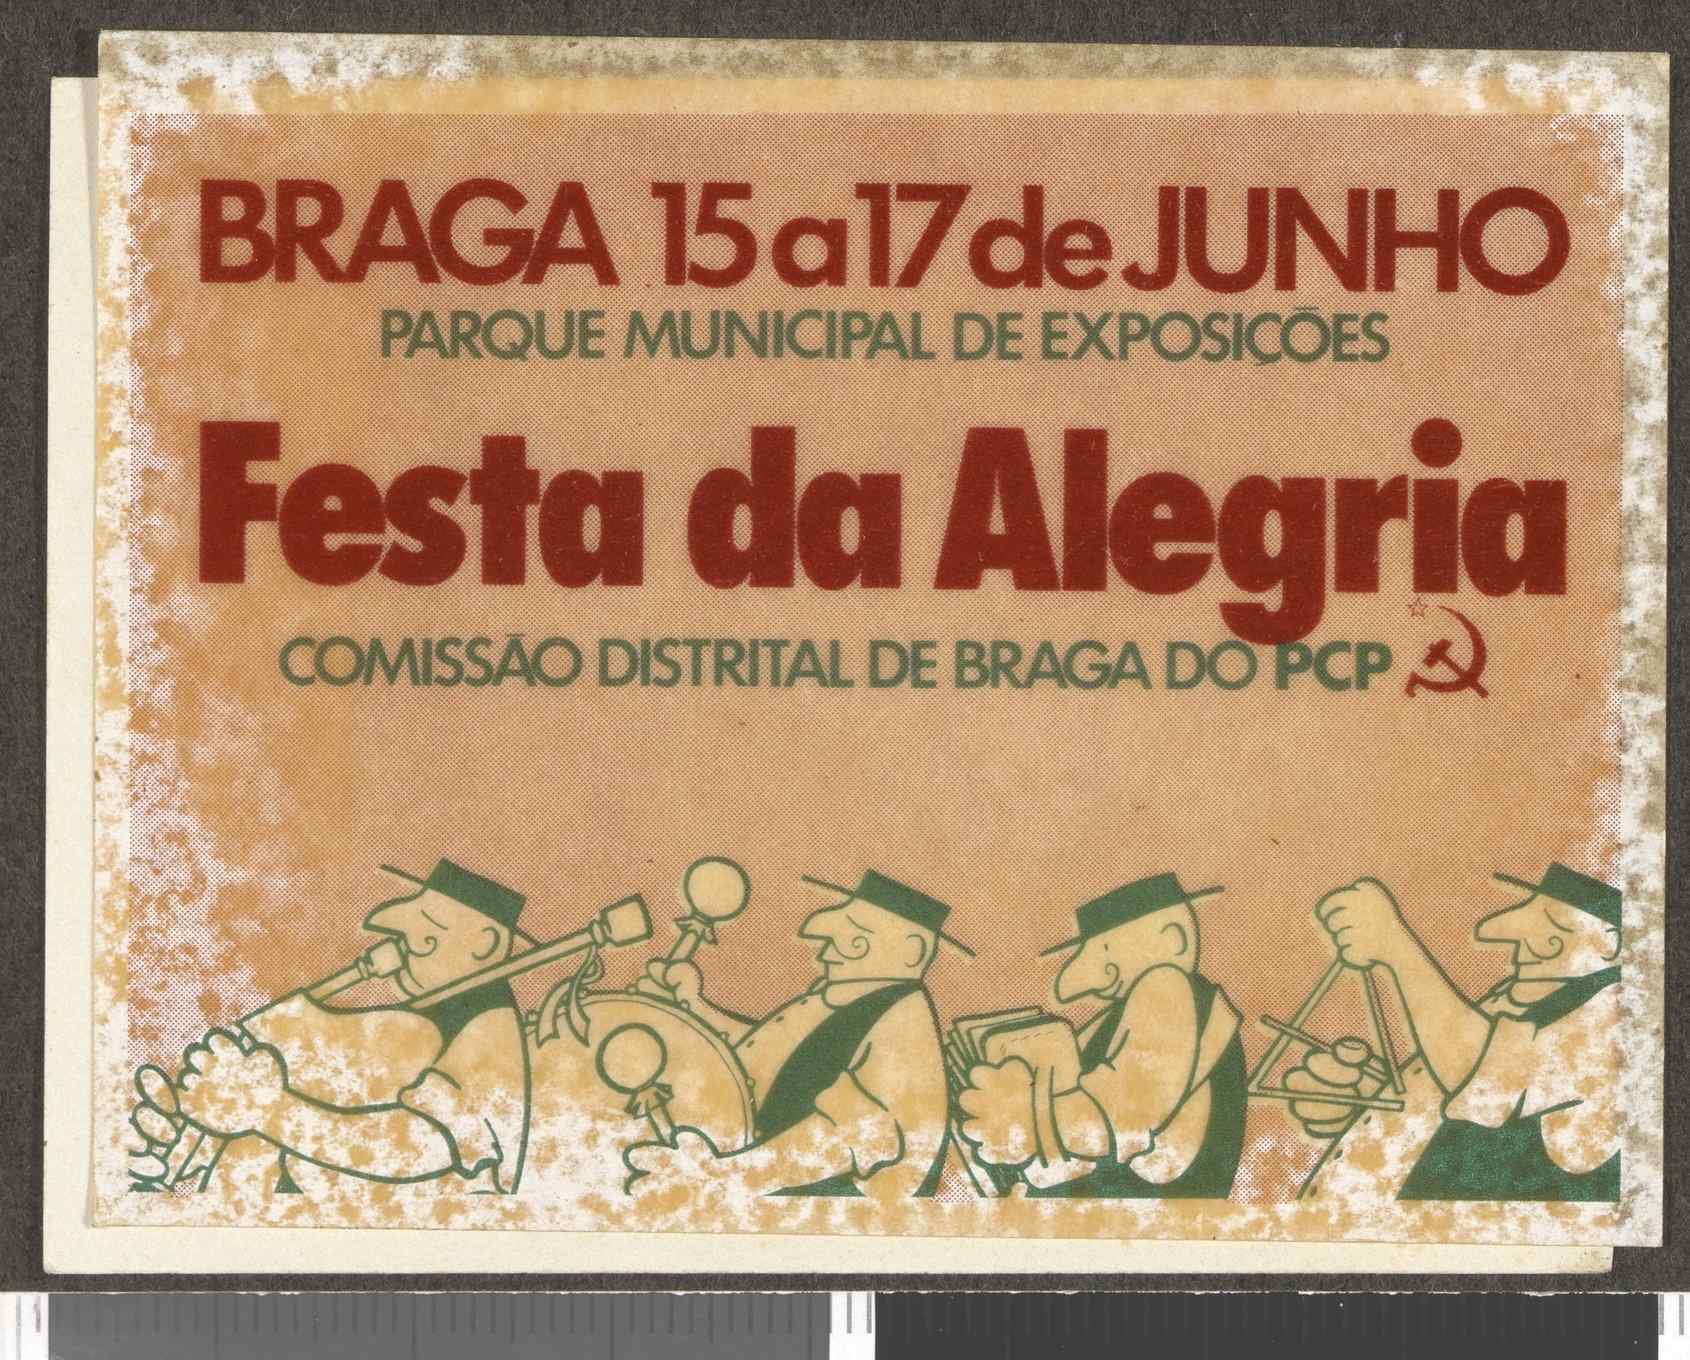 BRAGA 15 a 17 de JUNHO
PARQUE MUNICIPAL DE EXPOSIÇÕES
Festa da Alegria
COMISSÃO DISTRITAL DE BRAGA DO PCP